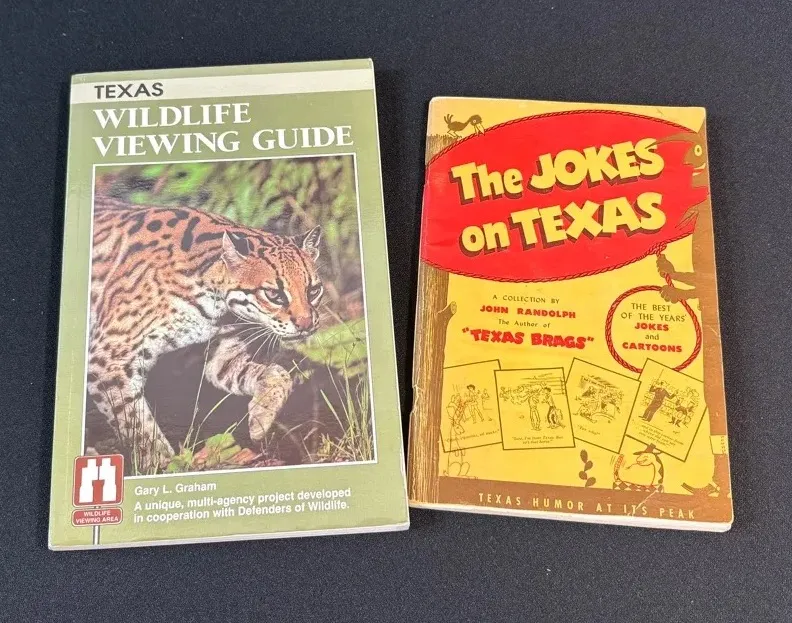 TEXAS
WILDLIFE
VIEWING GUIDE
Gary L. Graham
A unique, multi-agency project developed
in cooperation with Defenders of Wildlife.
WILDLIFE
VIEWING AREA
The JOKES
on TEXAS
A COLLECTION BY
JOHN RANDOLPH
The Author of
"TEXAS BRAGS"
THE BEST
OF THE YEARS'
JOKES
and
CARTOONS
TEXAS HUMOR AT ITS PEAK